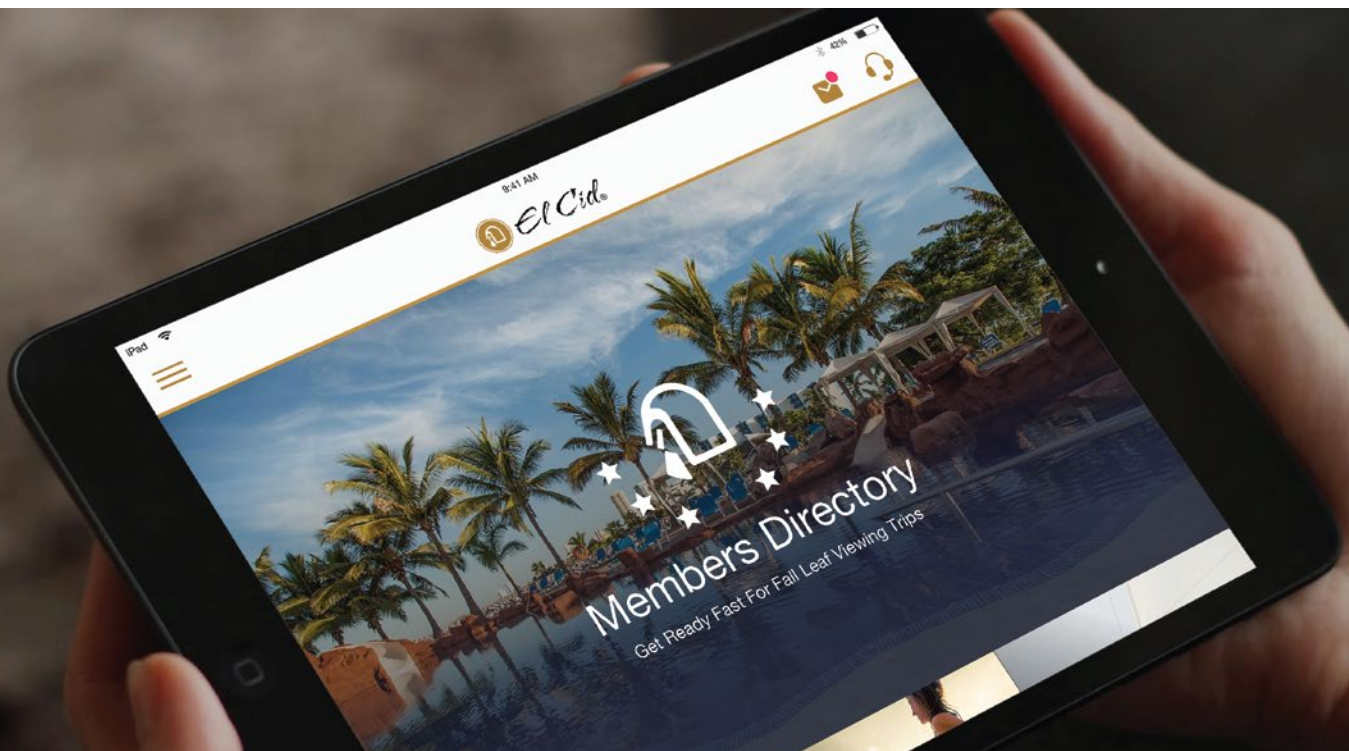 iPad
9:41 AM
42%
El Cid®
Members Directory
Get Ready Fast For Fall Leaf Viewing Trips